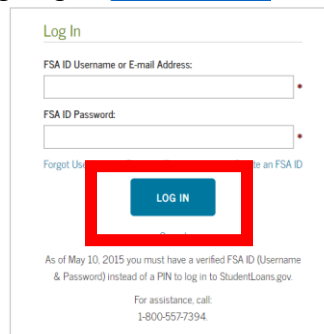 Log In
FSA ID Username or E-mail Address:
FSA ID Password:
Forgot an FSA ID
LOG IN
As of May 10, 2015 you must have a verified FSA ID (Username
& Password) instead of a PIN to log in to StudentLoans.gov.
For assistance, call:
1-800-557-7394.